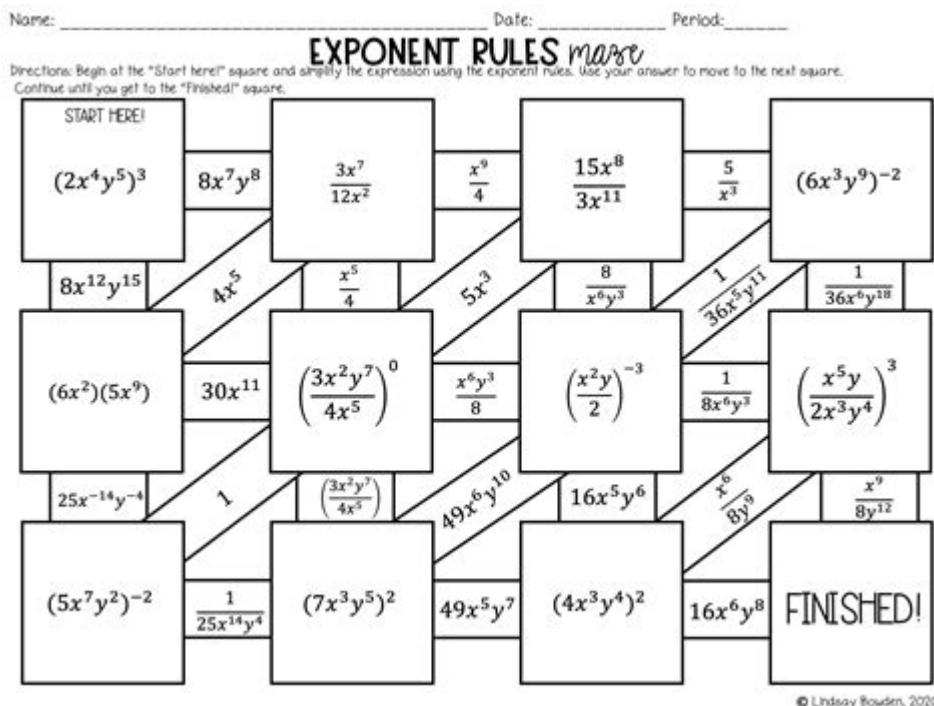 Name: ________ Date: ________ Period:______
EXPONENT RULES maze
Directions: Begin at the "Start here!" square and simplify the expression using the exponent rules. Use your answer to move to the next square.
Continue until you get to the "Finished!" square.
START HERE!
(2x⁴y⁵)³ 8x⁷y⁸ 3x⁷/12x² x⁹/4 15x⁸/3x¹¹ 5/x³ (6x³y⁹)⁻²
8x¹²y¹⁵ 4x⁵ x⁵/4 5x³ 8/x⁶y³ 1/36x⁵y¹¹ 1/36x⁶y¹⁸
(6x²)(5x⁹) 30x¹¹ (3x²y⁷/4x⁵)⁰ x⁶y³/8 (x²y/2)⁻³ 1/8x⁶y³ (x⁵y/2x³y⁴)³
25x⁻¹⁴y⁻⁴ 1 (3x²y⁷/4x⁵) 49x⁶y¹⁰ 16x⁵y⁶ x⁶/8y⁹ x⁹/8y¹²
(5x⁷y²)⁻² 1/25x¹⁴y⁴ (7x³y⁵)² 49x⁵y⁷ (4x³y⁴)² 16x⁶y⁸ FINISHED!
© Lindsay Bowden, 2020